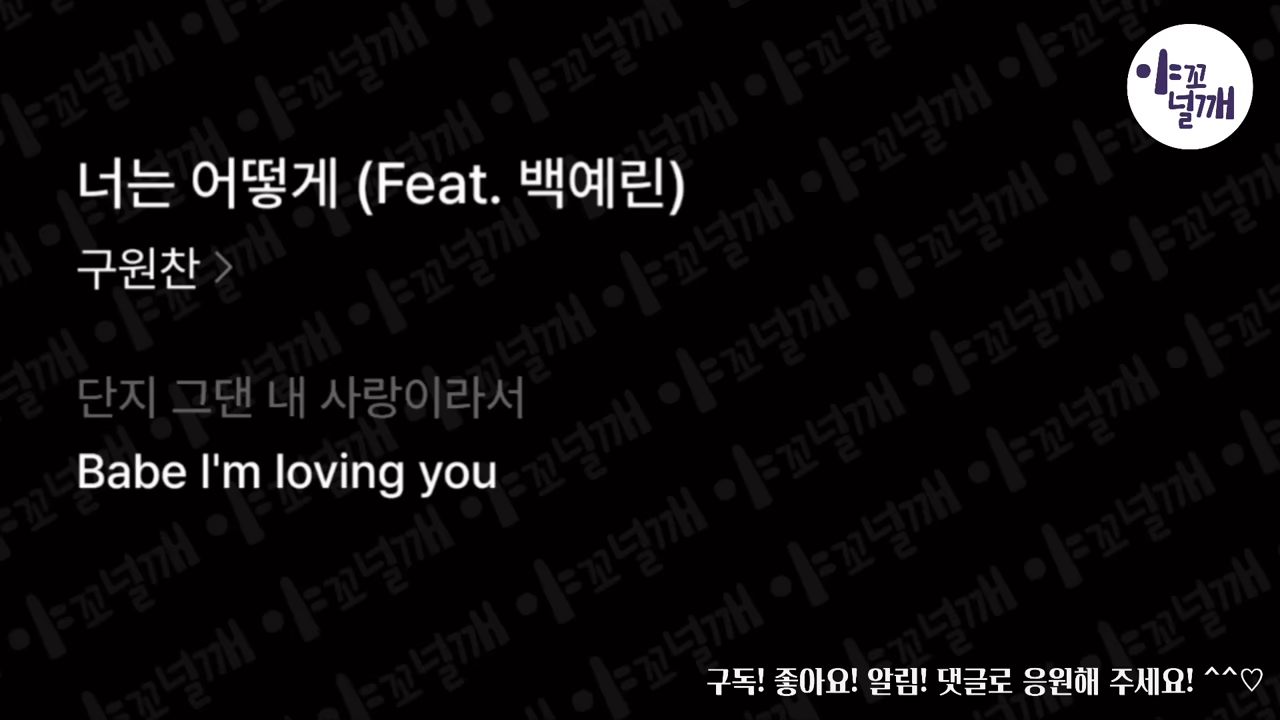 야꼬
널깨
너는 어떻게 (Feat. 백예린)
구원찬 >
단지 그댄 내 사랑이라서
Babe I'm loving you
구독! 좋아요! 알림! 댓글로 응원해 주세요! ^^♡